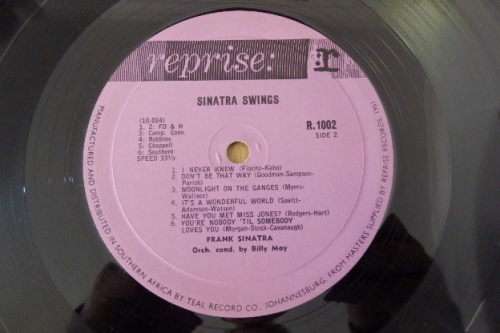 reprise:
r
SINATRA SWINGS
(10-054)
1. 2. FD & H
3. Camp. Conn.
4. Robbins
5. Chappell
6. Southern
SPEED 33⅓
R.1002
SIDE 2
1. I NEVER KNEW (Fiorito-Kahn)
2. DON'T BE THAT WAY (Goodman-Sampson-
Parish)
3. MOONLIGHT ON THE GANGES (Myers-
Wallace)
4. IT'S A WONDERFUL WORLD (Savitt-
Adamson-Watson)
5. HAVE YOU MET MISS JONES? (Rodgers-Hart)
6. YOU'RE NOBODY 'TIL SOMEBODY
LOVES YOU (Morgan-Stock-Cavanaugh)
FRANK SINATRA
Orch. cond. by Billy May
MANUFACTURED AND DISTRIBUTED IN SOUTHERN AFRICA BY TEAL RECORD CO. JOHANNESBURG, FROM MASTERS SUPPLIED BY REPRISE RECORDS